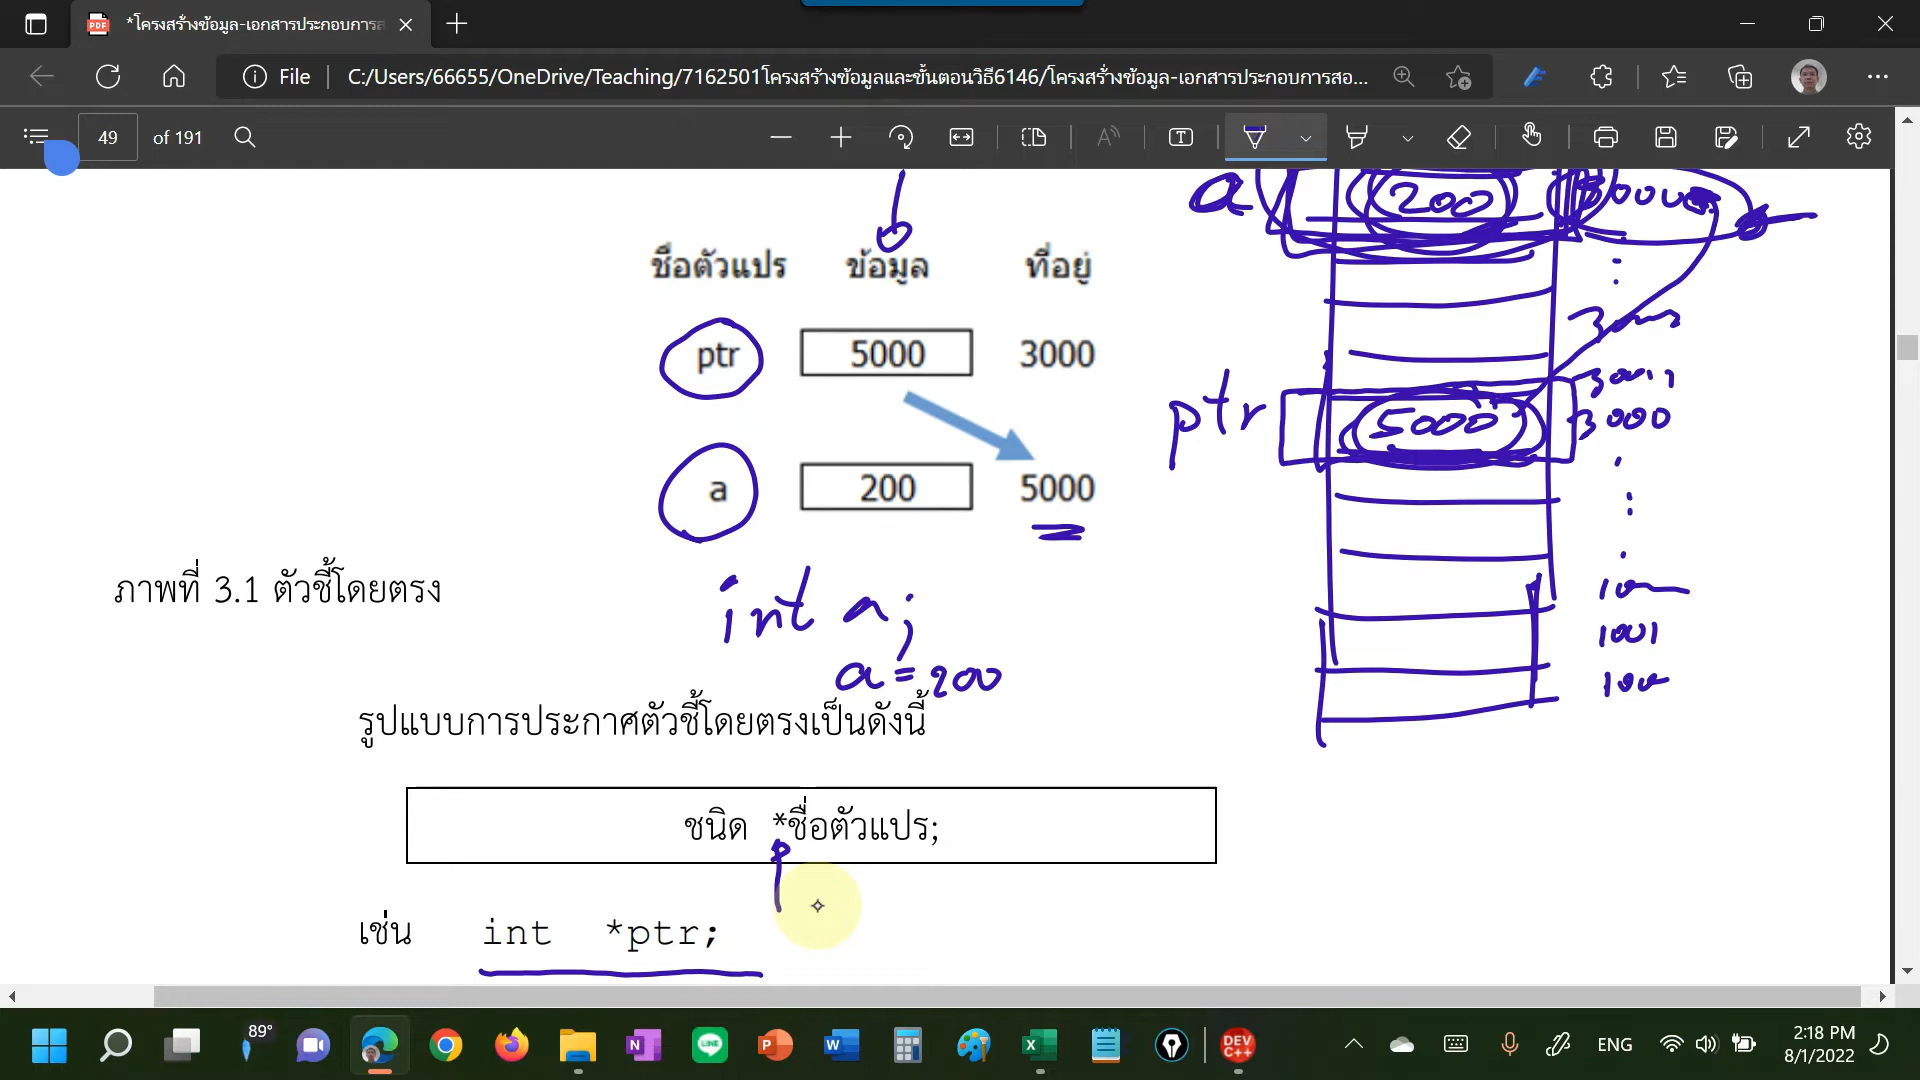 *โครงสร้างข้อมูล-เอกสารประกอบการส
File
C:/Users/66655/OneDrive/Teaching/7162501โครงสร้างข้อมูลและขั้นตอนวิธี6146/โครงสร้างข้อมูล-เอกสารประกอบการสอ...
49 of 191
a 200
ชื่อตัวแปร ข้อมูล ที่อยู่
ptr 5000 3000
ptr 5000 3000
a 200 5000
ภาพที่ 3.1 ตัวชี้โดยตรง
int a;
a = 200
1001
รูปแบบการประกาศตัวชี้โดยตรงเป็นดังนี้
ชนิด *ชื่อตัวแปร;
เช่น int *ptr;
89°
DEV C++
ENG
2:18 PM
8/1/2022